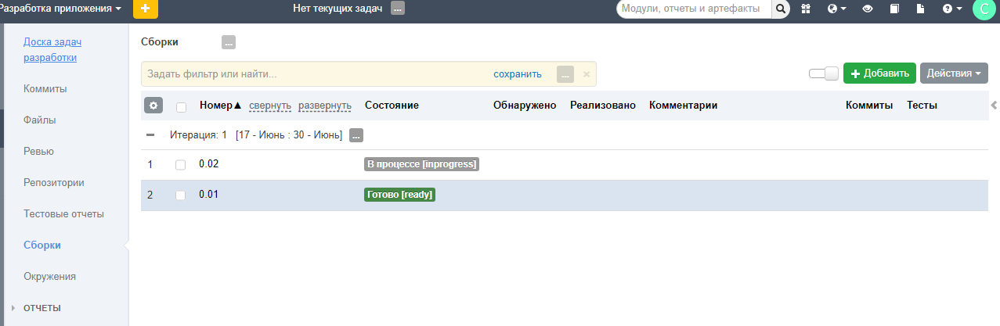 Разработка приложения
Нет текущих задач ...
Модули, отчеты и артефакты
C
Доска задач
разработки
Коммиты
Файлы
Ревью
Репозитории
Тестовые отчеты
Сборки
Окружения
ОТЧЕТЫ
Сборки ...
Задать фильтр или найти... сохранить ... ×
Добавить Действия
Номер▲ свернуть развернуть Состояние Обнаружено Реализовано Комментарии Коммиты Тесты
Итерация: 1 [17 - Июнь : 30 - Июнь] ...
1 0.02 В процессе [inprogress]
2 0.01 Готово [ready]